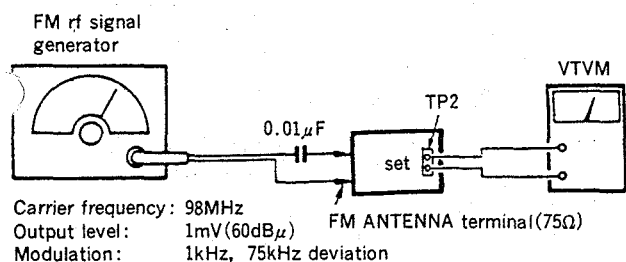 FM rf signal
generator
VTVM
TP2
0.01μF
set
Carrier frequency: 98MHz
Output level: 1mV(60dBμ)
Modulation: 1kHz, 75kHz deviation
FM ANTENNA terminal(75Ω)